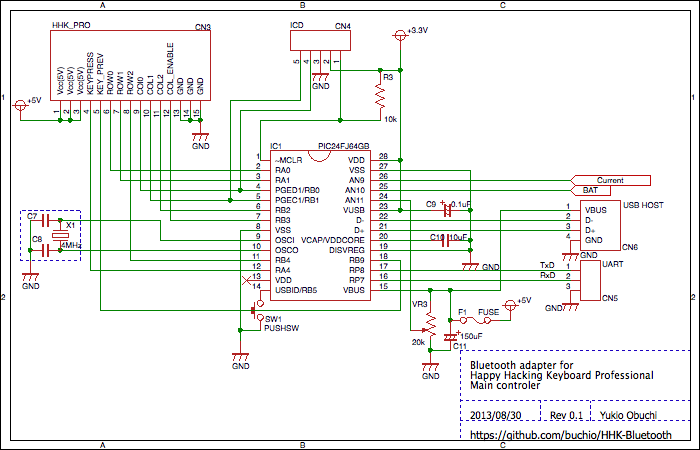 A B C
HHK_PRO CN3
Vcc(5V)
Vcc(5V)
Vcc(5V)
KEYPRESS
KEY_PREV
ROW0
ROW1
ROW2
COl0
COL1
COL2
COL_ENABLE
GND
GND
1 2 3 4 5 6 7 8 9 10 11 12 13 14 15
+5V
GND
ICD CN4
5 4 3 2 1
GND
+3.3V
R3
10k
1 1
IC1 PIC24FJ64GB
1 ~MCLR VDD 28
2 RA0 VSS 27
3 RA1 AN9 26
4 PGED1/RB0 AN10 25
5 PGEC1/RB1 AN11 24
6 RB2 VUSB 23
7 RB3 D- 22
8 VSS D+ 21
9 OSCI VCAP/VDDCORE 20
10 OSCO DISVREG 19
11 RB4 RB9 18
12 RA4 RP8 17
13 VDD RP7 16
14 USBID/RB5 VBUS 15
Current
BAT
C9 0.1uF
C10 10uF
GND
USB HOST
1 VBUS
2 D-
3 D+
4 GND
GND CN6
C7
X1
C8
4MHz
GND
TxD 1 UART
RxD 2
3
GND CN5
2 2
SW1
PUSHSW
GND
VR3
20k
F1 FUSE
+5V
150uF
C11
GND
Bluetooth adapter for
Happy Hacking Keyboard Professional
Main controler
2013/08/30 Rev 0.1 Yukio Obuchi
https://github.com/buchio/HHK-Bluetooth
A B C